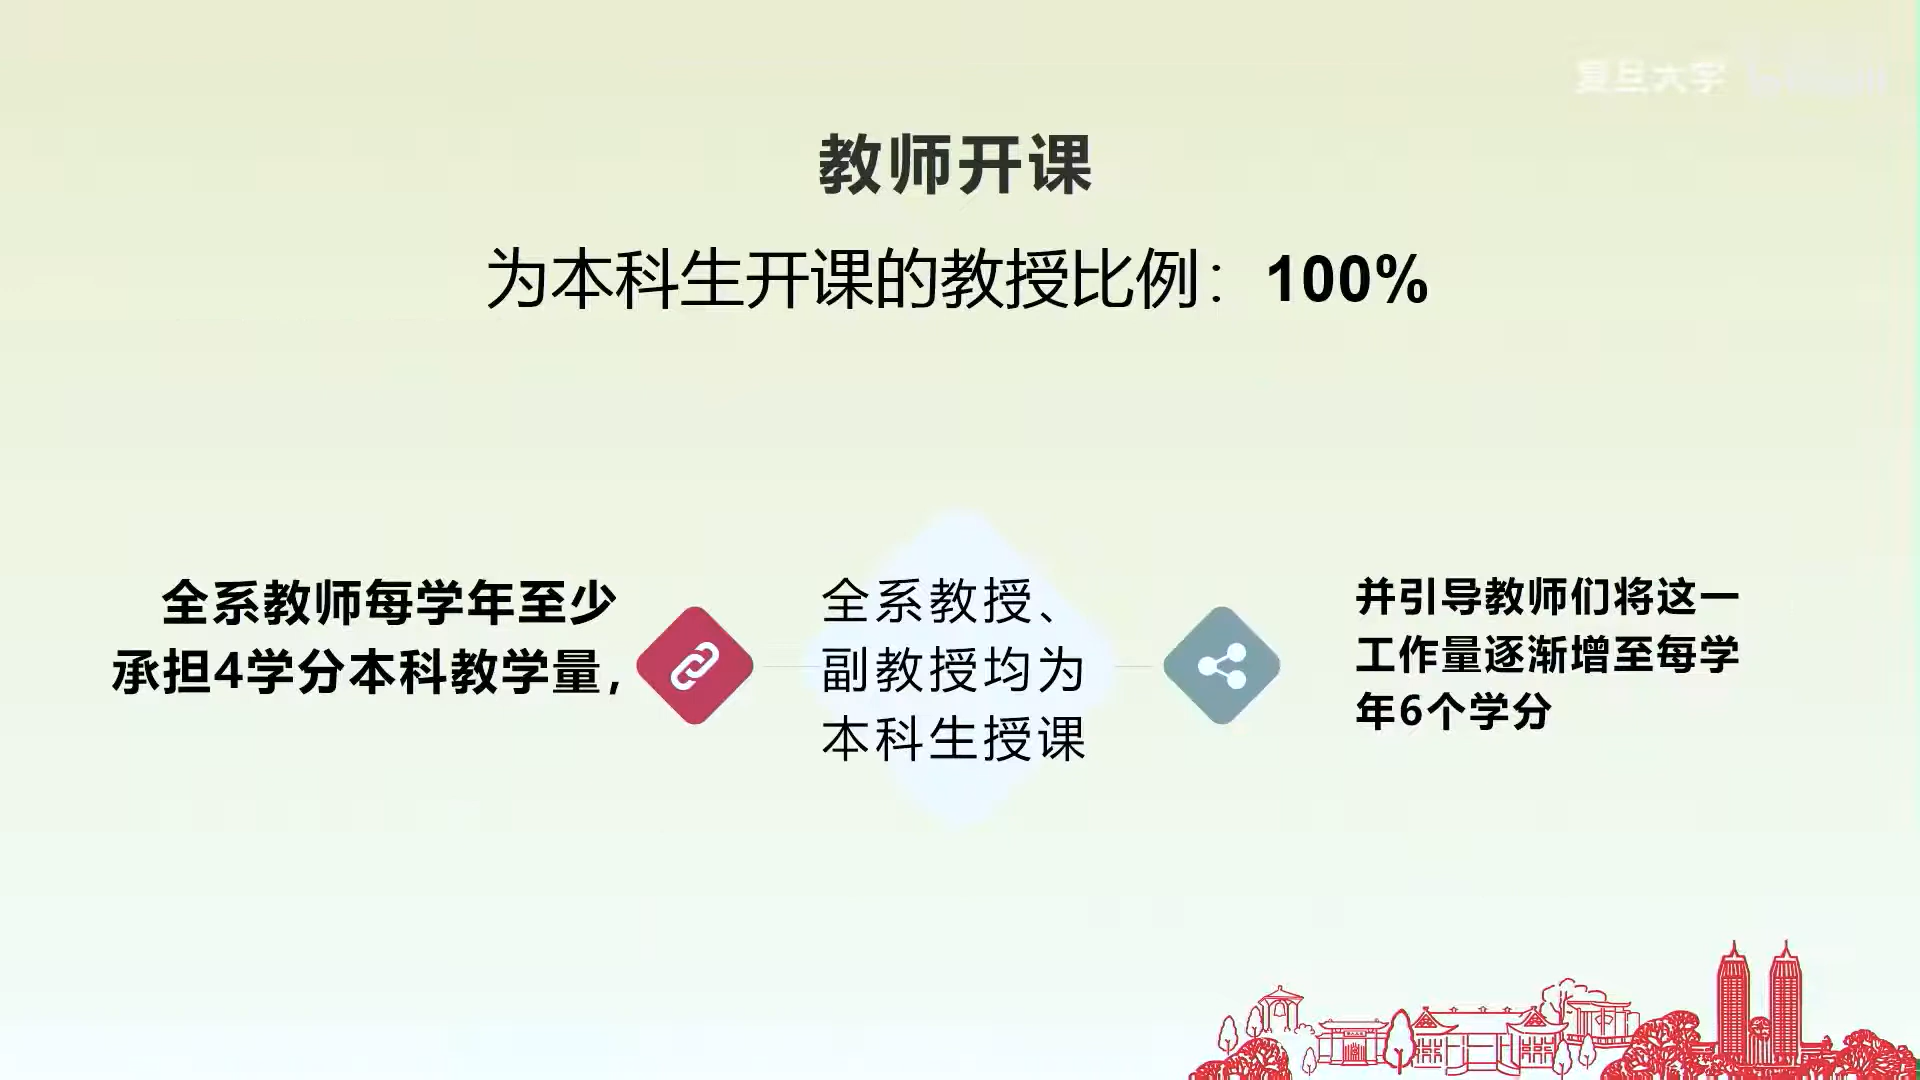 复旦大学
教师开课
为本科生开课的教授比例：100%
全系教师每学年至少
承担4学分本科教学量，
全系教授、
副教授均为
本科生授课
并引导教师们将这一
工作量逐渐增至每学
年6个学分